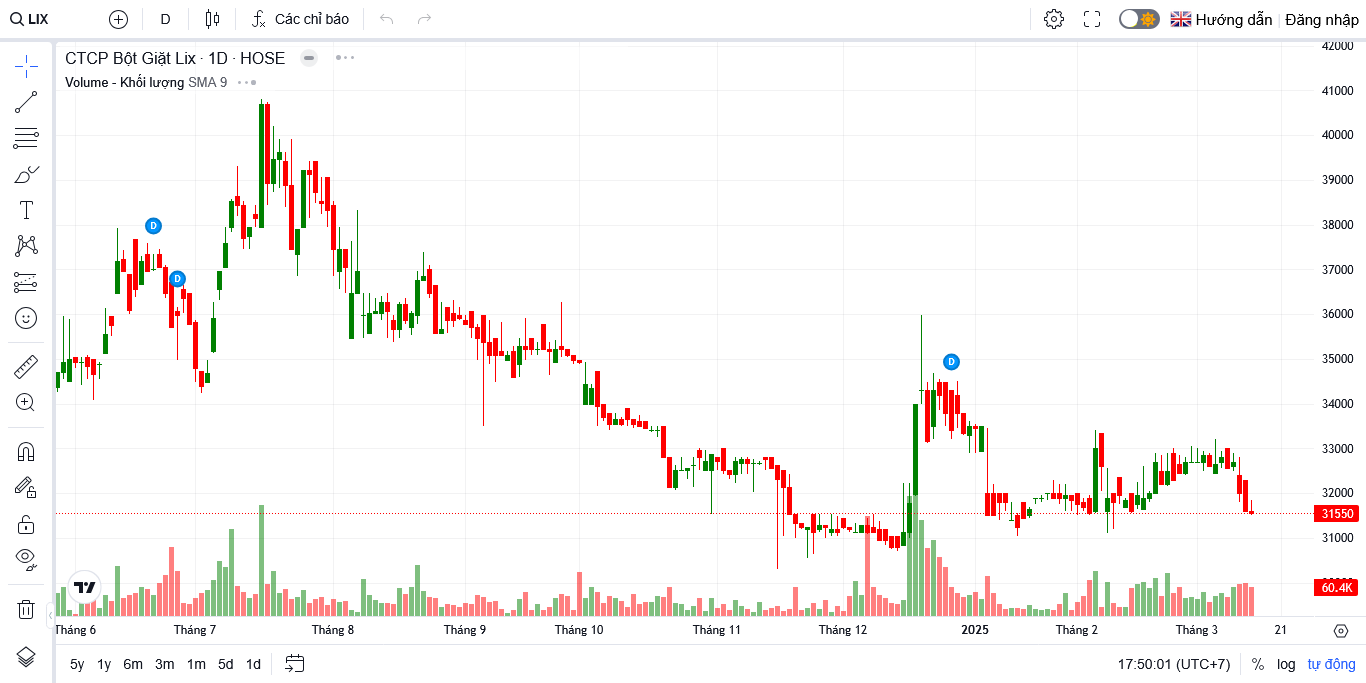 LIX D Các chỉ báo Hướng dẫn Đăng nhập
CTCP Bột Giặt Lix · 1D · HOSE
Volume - Khối lượng SMA 9
42000
41000
40000
39000
38000
37000
36000
35000
34000
33000
32000
31550
31000
60.4K
D
D
D
Tháng 6 Tháng 7 Tháng 8 Tháng 9 Tháng 10 Tháng 11 Tháng 12 2025 Tháng 2 Tháng 3 21
5y 1y 6m 3m 1m 5d 1d 17:50:01 (UTC+7) % log tự động